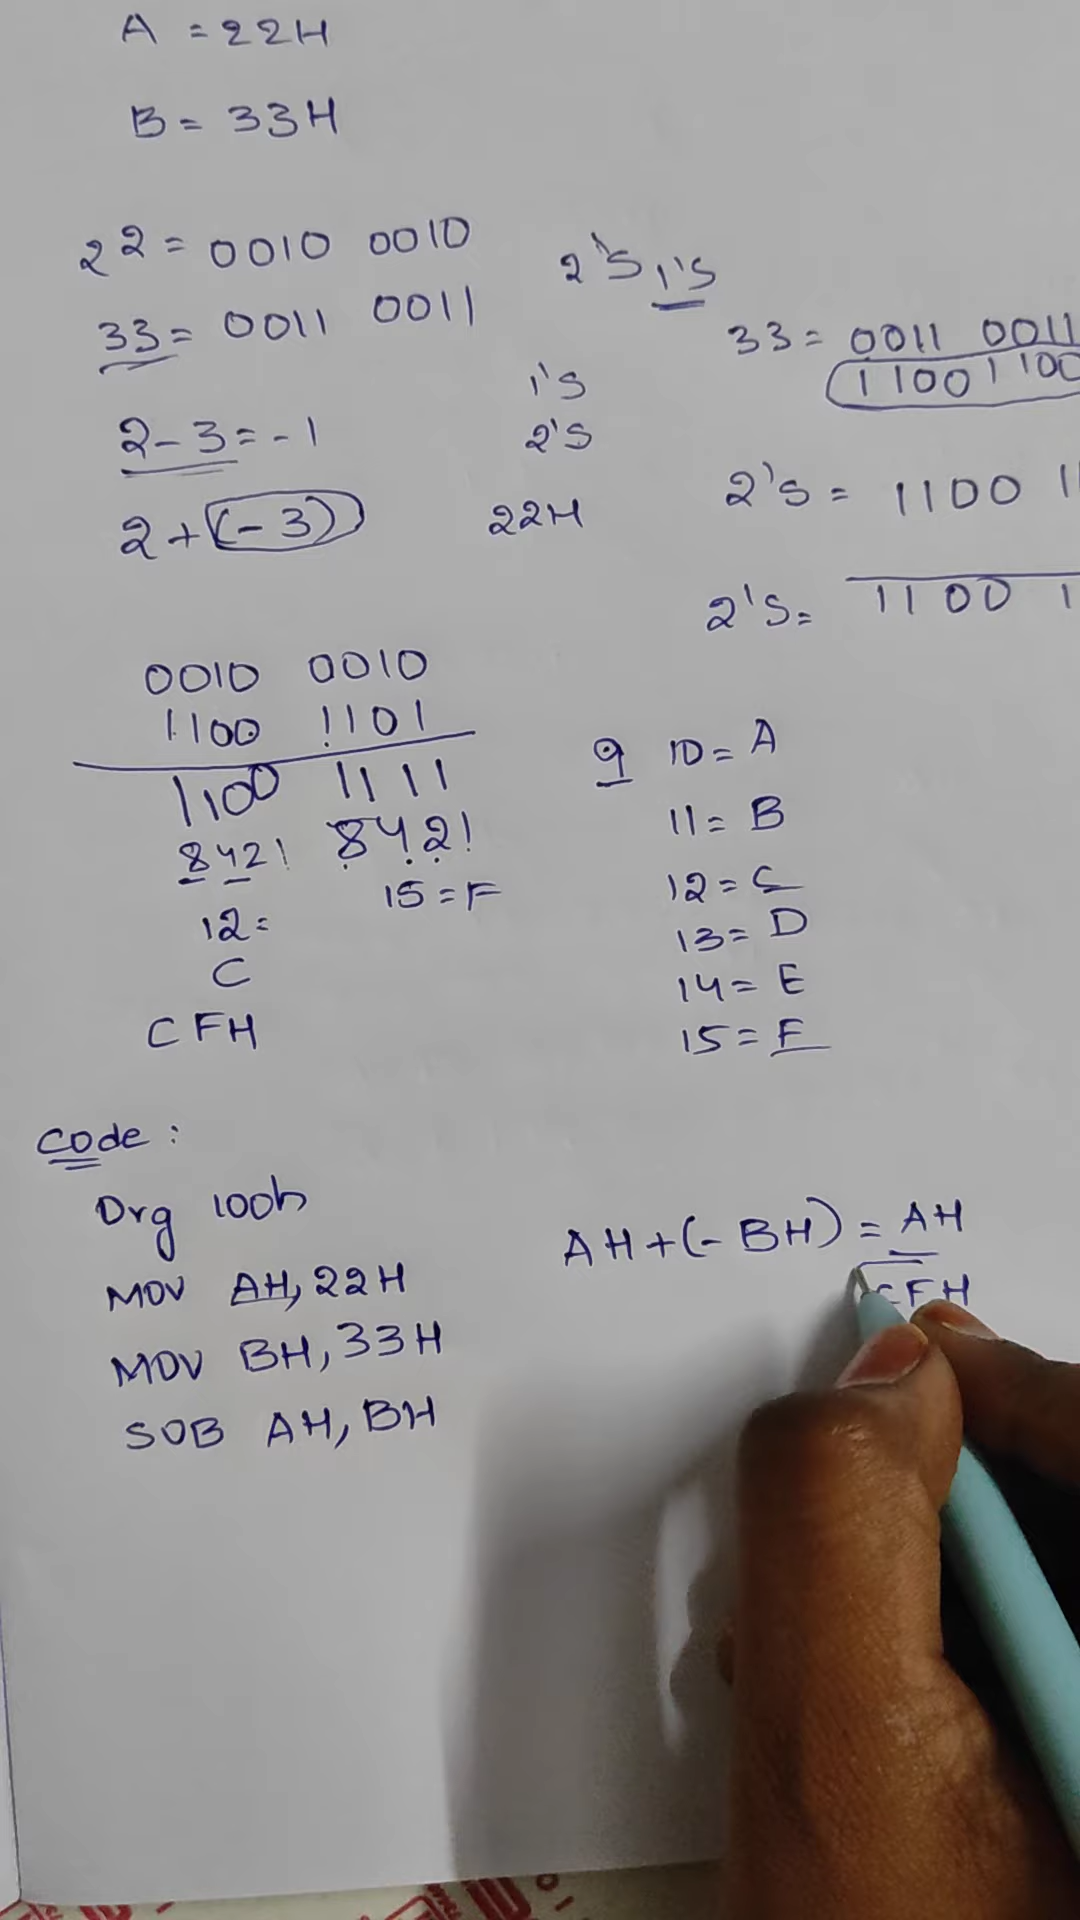 A = 22H
B = 33H
22 = 0010 0010
33 = 0011 0011
2's 1's
33 = 0011 0011
1100 1100
1's
2's
2 - 3 = - 1
2 + (- 3)
22H
2's = 1100 11
2's = 1100 1
0010 0010
1100 1101
1100 1111
8421 8421
15 = F
12 =
C
CFH
9 10 = A
11 = B
12 = C
13 = D
14 = E
15 = F
Code :
Org 100h
MOV AH, 22H
MOV BH, 33H
SUB AH, BH
AH + (- BH) = AH
CFH